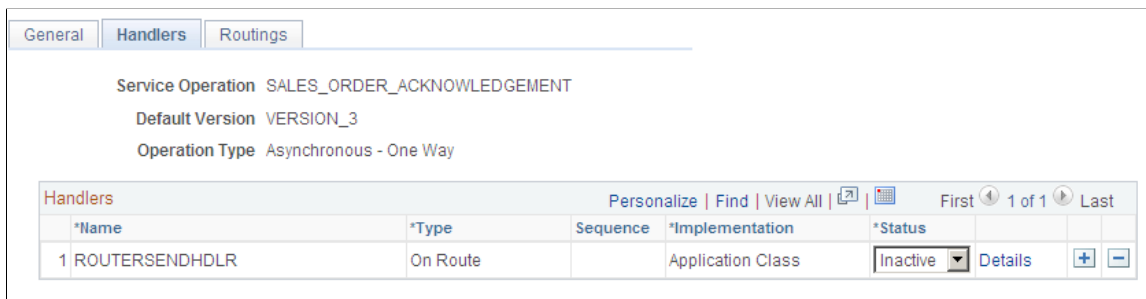 General Handlers Routings
Service Operation SALES_ORDER_ACKNOWLEDGEMENT
Default Version VERSION_3
Operation Type Asynchronous - One Way
Handlers Personalize | Find | View All | | First 1 of 1 Last
*Name *Type Sequence *Implementation *Status
1 ROUTERSENDHDLR On Route Application Class Inactive Details + -